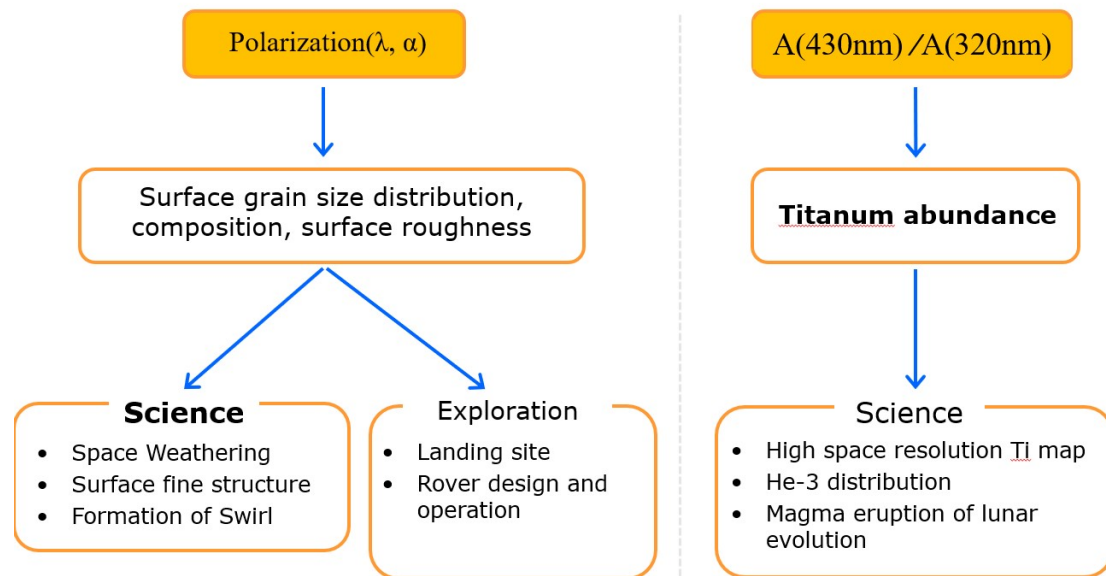 Polarization(λ, α)
Surface grain size distribution,
composition, surface roughness
Science
• Space Weathering
• Surface fine structure
• Formation of Swirl
Exploration
• Landing site
• Rover design and
operation
A(430nm) /A(320nm)
Titanum abundance
Science
• High space resolution Ti map
• He-3 distribution
• Magma eruption of lunar
evolution